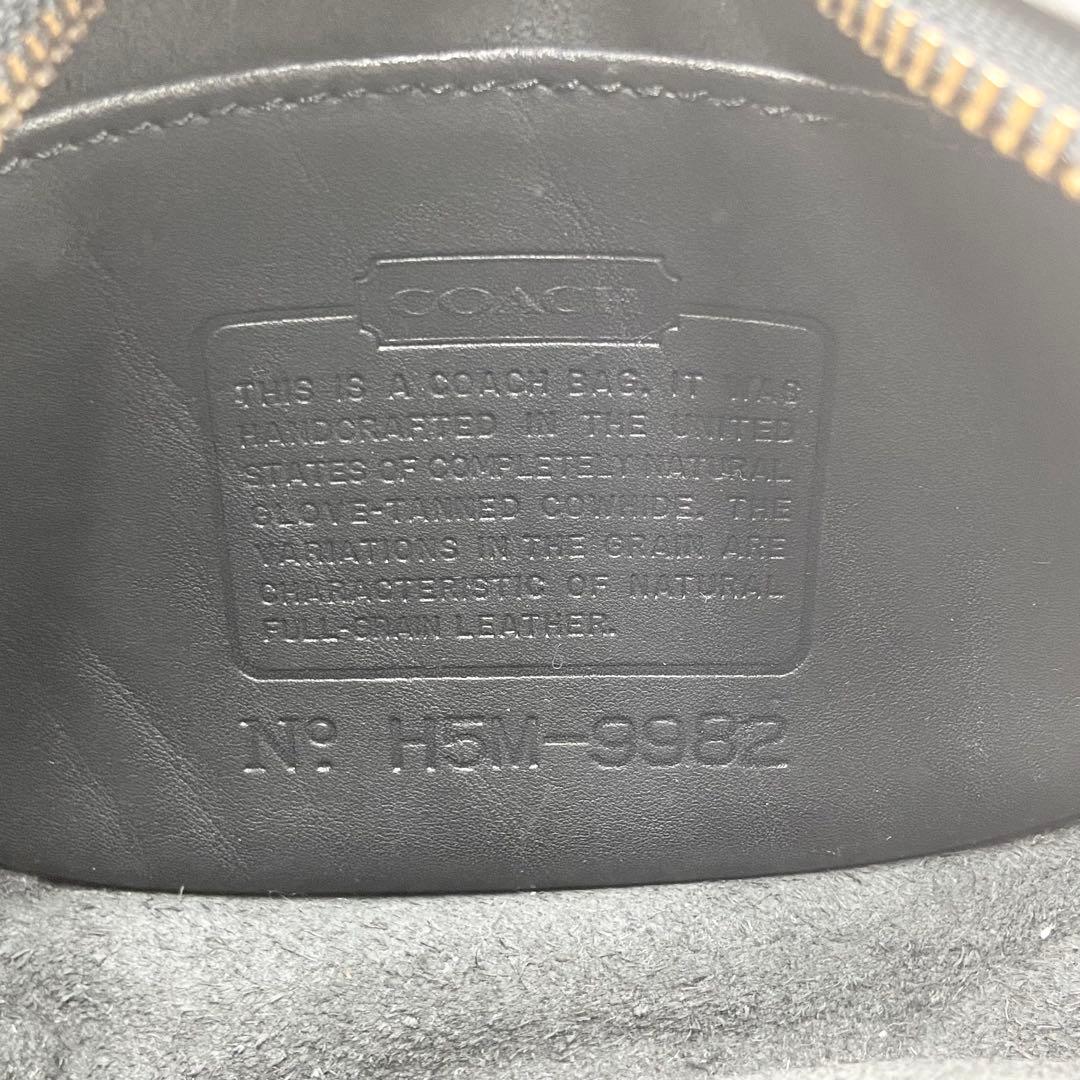 COACH
THIS IS A COACH BAG. IT WAS
HANDCRAFTED IN THE UNITED
STATES OF COMPLETELY NATURAL
GLOVE-TANNED COWHIDE. THE
VARIATIONS IN THE GRAIN ARE
CHARACTERISTIC OF NATURAL
FULL-GRAIN LEATHER.
Nº H5M-9982